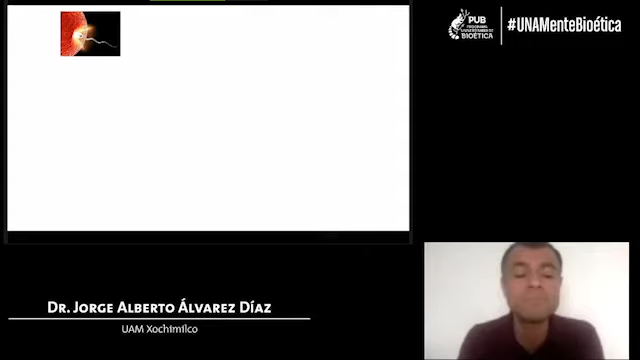 PUB
BIOÉTICA
#UNAMenteBioética
Dr. Jorge Alberto Álvarez Díaz
UAM Xochimilco